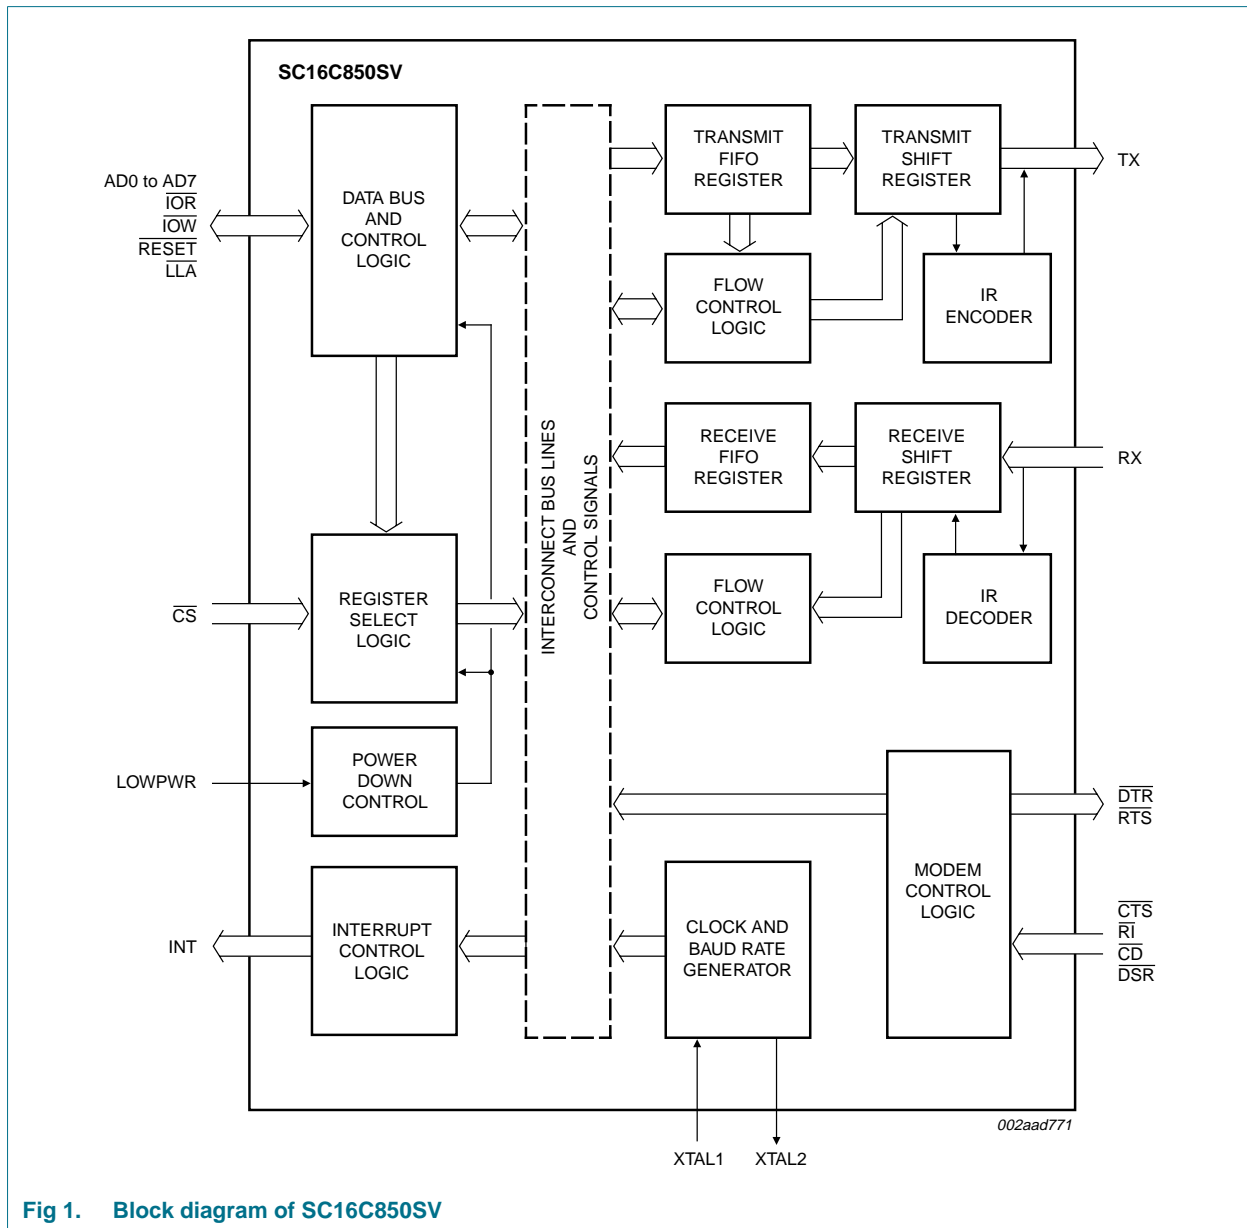 SC16C850SV
AD0 to AD7
IOR
IOW
RESET
LLA
DATA BUS
AND
CONTROL
LOGIC
TRANSMIT
FIFO
REGISTER
TRANSMIT
SHIFT
REGISTER
TX
FLOW
CONTROL
LOGIC
IR
ENCODER
INTERCONNECT BUS LINES
AND
CONTROL SIGNALS
RECEIVE
FIFO
REGISTER
RECEIVE
SHIFT
REGISTER
RX
CS
REGISTER
SELECT
LOGIC
FLOW
CONTROL
LOGIC
IR
DECODER
LOWPWR
POWER
DOWN
CONTROL
DTR
RTS
MODEM
CONTROL
LOGIC
INT
INTERRUPT
CONTROL
LOGIC
CLOCK AND
BAUD RATE
GENERATOR
CTS
RI
CD
DSR
XTAL1
XTAL2
002aad771
Fig 1. Block diagram of SC16C850SV